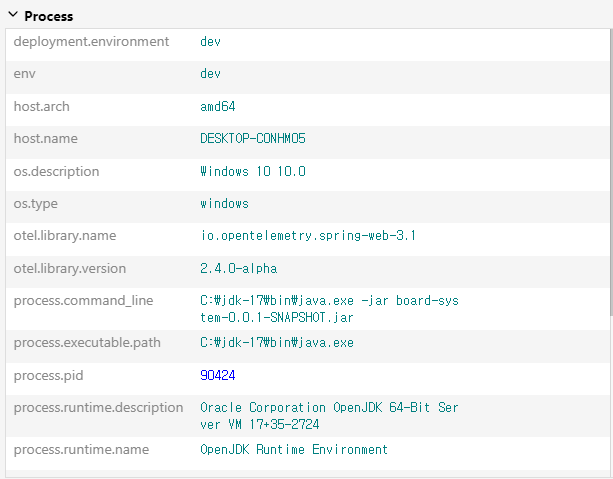 Process
deployment.environment dev
env dev
host.arch amd64
host.name DESKTOP-CONHMO5
os.description Windows 10 10.0
os.type windows
otel.library.name io.opentelemetry.spring-web-3.1
otel.library.version 2.4.0-alpha
process.command_line C:₩jdk-17₩bin₩java.exe -jar board-sys
tem-0.0.1-SNAPSHOT.jar
process.executable.path C:₩jdk-17₩bin₩java.exe
process.pid 90424
process.runtime.description Oracle Corporation OpenJDK 64-Bit Ser
ver VM 17+35-2724
process.runtime.name OpenJDK Runtime Environment